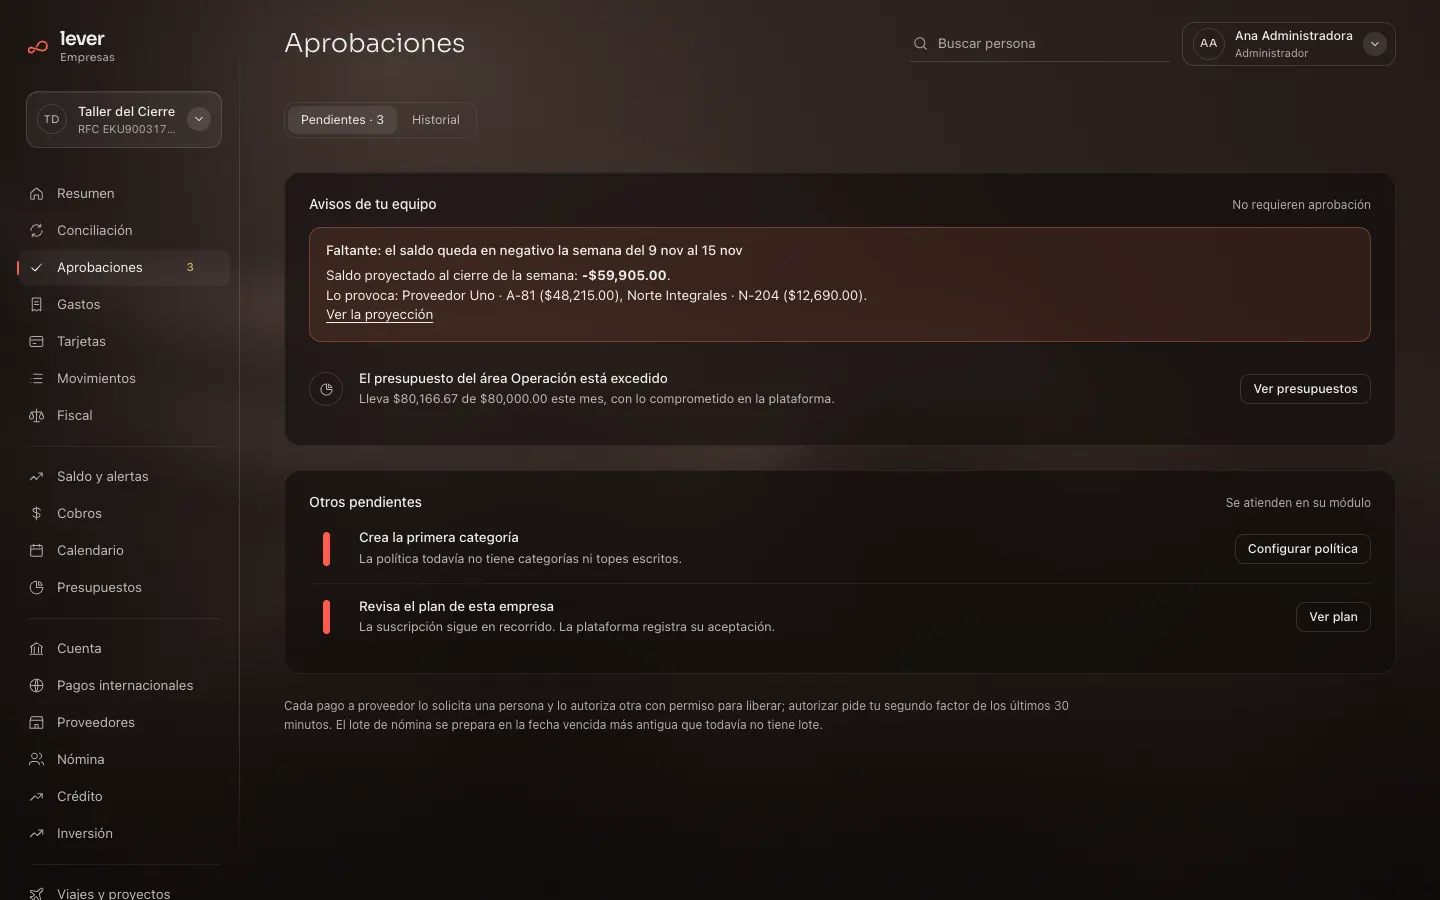 lever
Empresas
TD
Taller del Cierre
RFC EKU900317...
Resumen
Conciliación
Aprobaciones
3
Gastos
Tarjetas
Movimientos
Fiscal
Saldo y alertas
Cobros
Calendario
Presupuestos
Cuenta
Pagos internacionales
Proveedores
Nómina
Crédito
Inversión
Viajes y proyectos
Aprobaciones
Buscar persona
AA
Ana Administradora
Administrador
Pendientes · 3
Historial
Avisos de tu equipo
No requieren aprobación
Faltante: el saldo queda en negativo la semana del 9 nov al 15 nov
Saldo proyectado al cierre de la semana: -$59,905.00.
Lo provoca: Proveedor Uno · A-81 ($48,215.00), Norte Integrales · N-204 ($12,690.00).
Ver la proyección
El presupuesto del área Operación está excedido
Lleva $80,166.67 de $80,000.00 este mes, con lo comprometido en la plataforma.
Ver presupuestos
Otros pendientes
Se atienden en su módulo
Crea la primera categoría
La política todavía no tiene categorías ni topes escritos.
Configurar política
Revisa el plan de esta empresa
La suscripción sigue en recorrido. La plataforma registra su aceptación.
Ver plan
Cada pago a proveedor lo solicita una persona y lo autoriza otra con permiso para liberar; autorizar pide tu segundo factor de los últimos 30
minutos. El lote de nómina se prepara en la fecha vencida más antigua que todavía no tiene lote.